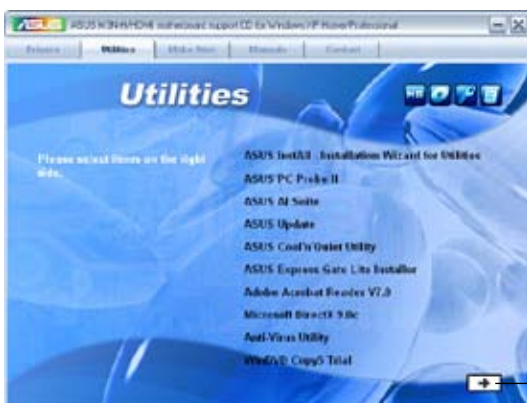 ASUS M3N-H/HDMI motherboard support CD for Windows XP Home/Professional
Drivers Utilities Make Disk Manuals Contact
Utilities
Please select items on the right
side.
ASUS InstAll - Installation Wizard for Utilities
ASUS PC Probe II
ASUS AI Suite
ASUS Update
ASUS Cool'n'Quiet Utility
ASUS Express Gate Lite Installer
Adobe Acrobat Reader V7.0
Microsoft DirectX 9.0c
Anti-Virus Utility
WinDVD Copy5 Trial